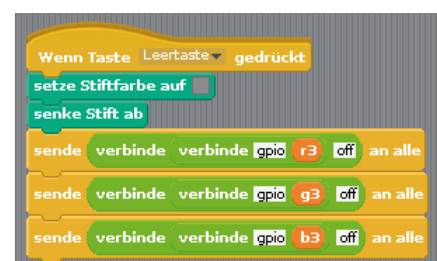 Wenn Taste Leertaste gedrückt
setze Stiftfarbe auf
senke Stift ab
sende verbinde verbinde gpio r3 off an alle
sende verbinde verbinde gpio g3 off an alle
sende verbinde verbinde gpio b3 off an alle